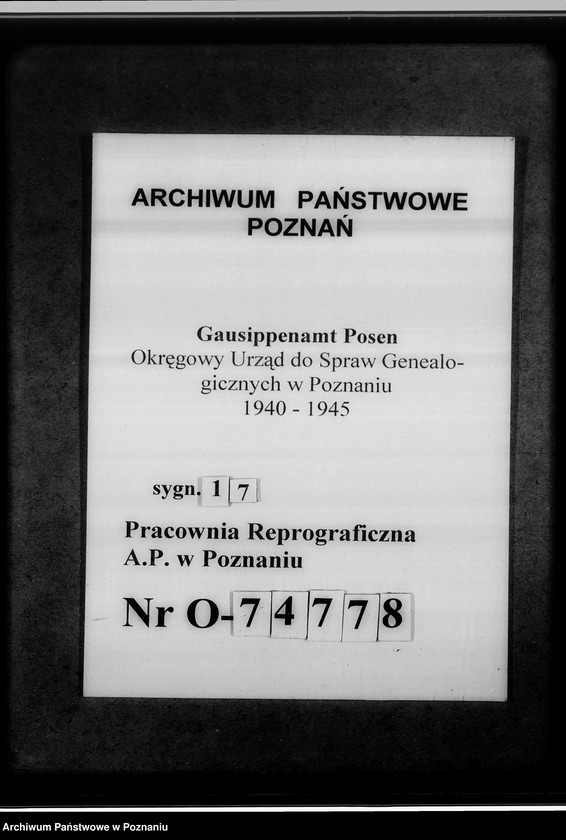 ARCHIWUM PAŃSTWOWE
POZNAŃ
Gausippenamt Posen
Okręgowy Urząd do Spraw Genealo-
gicznych w Poznaniu
1940 - 1945
sygn. 17
Pracownia Reprograficzna
A.P. w Poznaniu
Nr O-74778
Archiwum Państwowe w Poznaniu